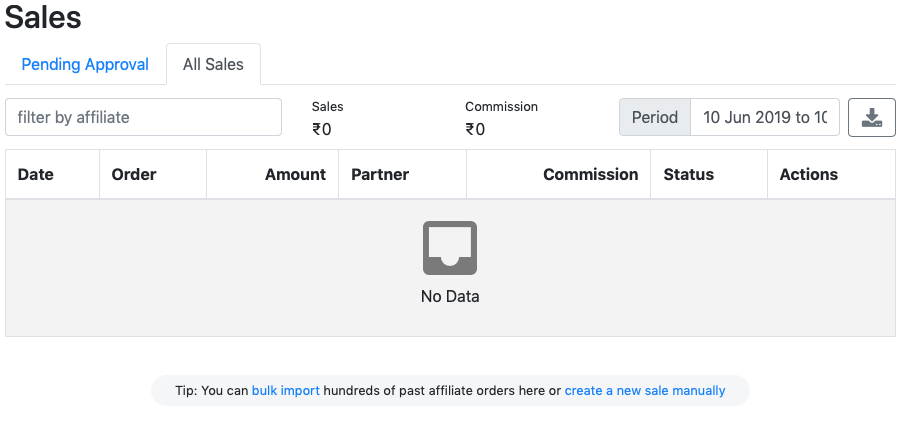 Sales
Pending Approval All Sales
filter by affiliate Sales Commission Period 10 Jun 2019 to 10
₹0 ₹0
Date Order Amount Partner Commission Status Actions
No Data
Tip: You can bulk import hundreds of past affiliate orders here or create a new sale manually